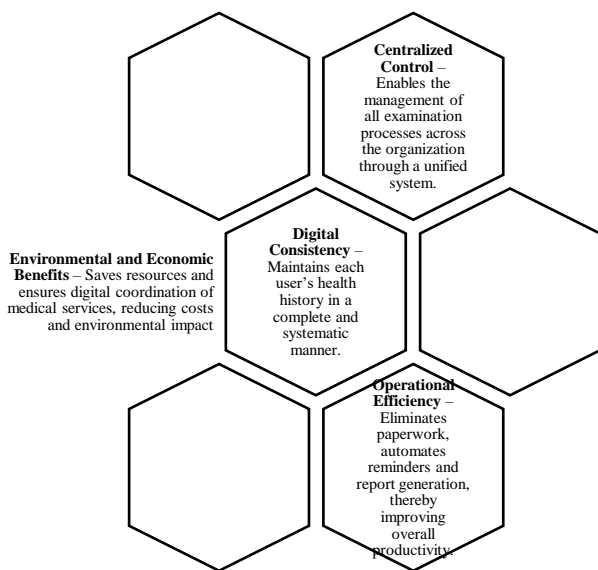 Centralized
Control –
Enables the
management of
all examination
processes across
the organization
through a unified
system.
Environmental and Economic
Benefits – Saves resources and
ensures digital coordination of
medical services, reducing costs
and environmental impact
Digital
Consistency –
Maintains each
user’s health
history in a
complete and
systematic
manner.
Operational
Efficiency –
Eliminates
paperwork,
automates
reminders and
report generation,
thereby
improving
overall
productivity.